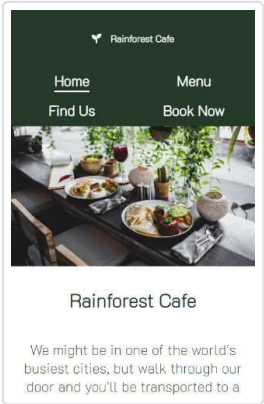 Rainforest Cafe
Home Menu
Find Us Book Now
Rainforest Cafe
We might be in one of the world's
busiest cities, but walk through our
door and you'll be transported to a